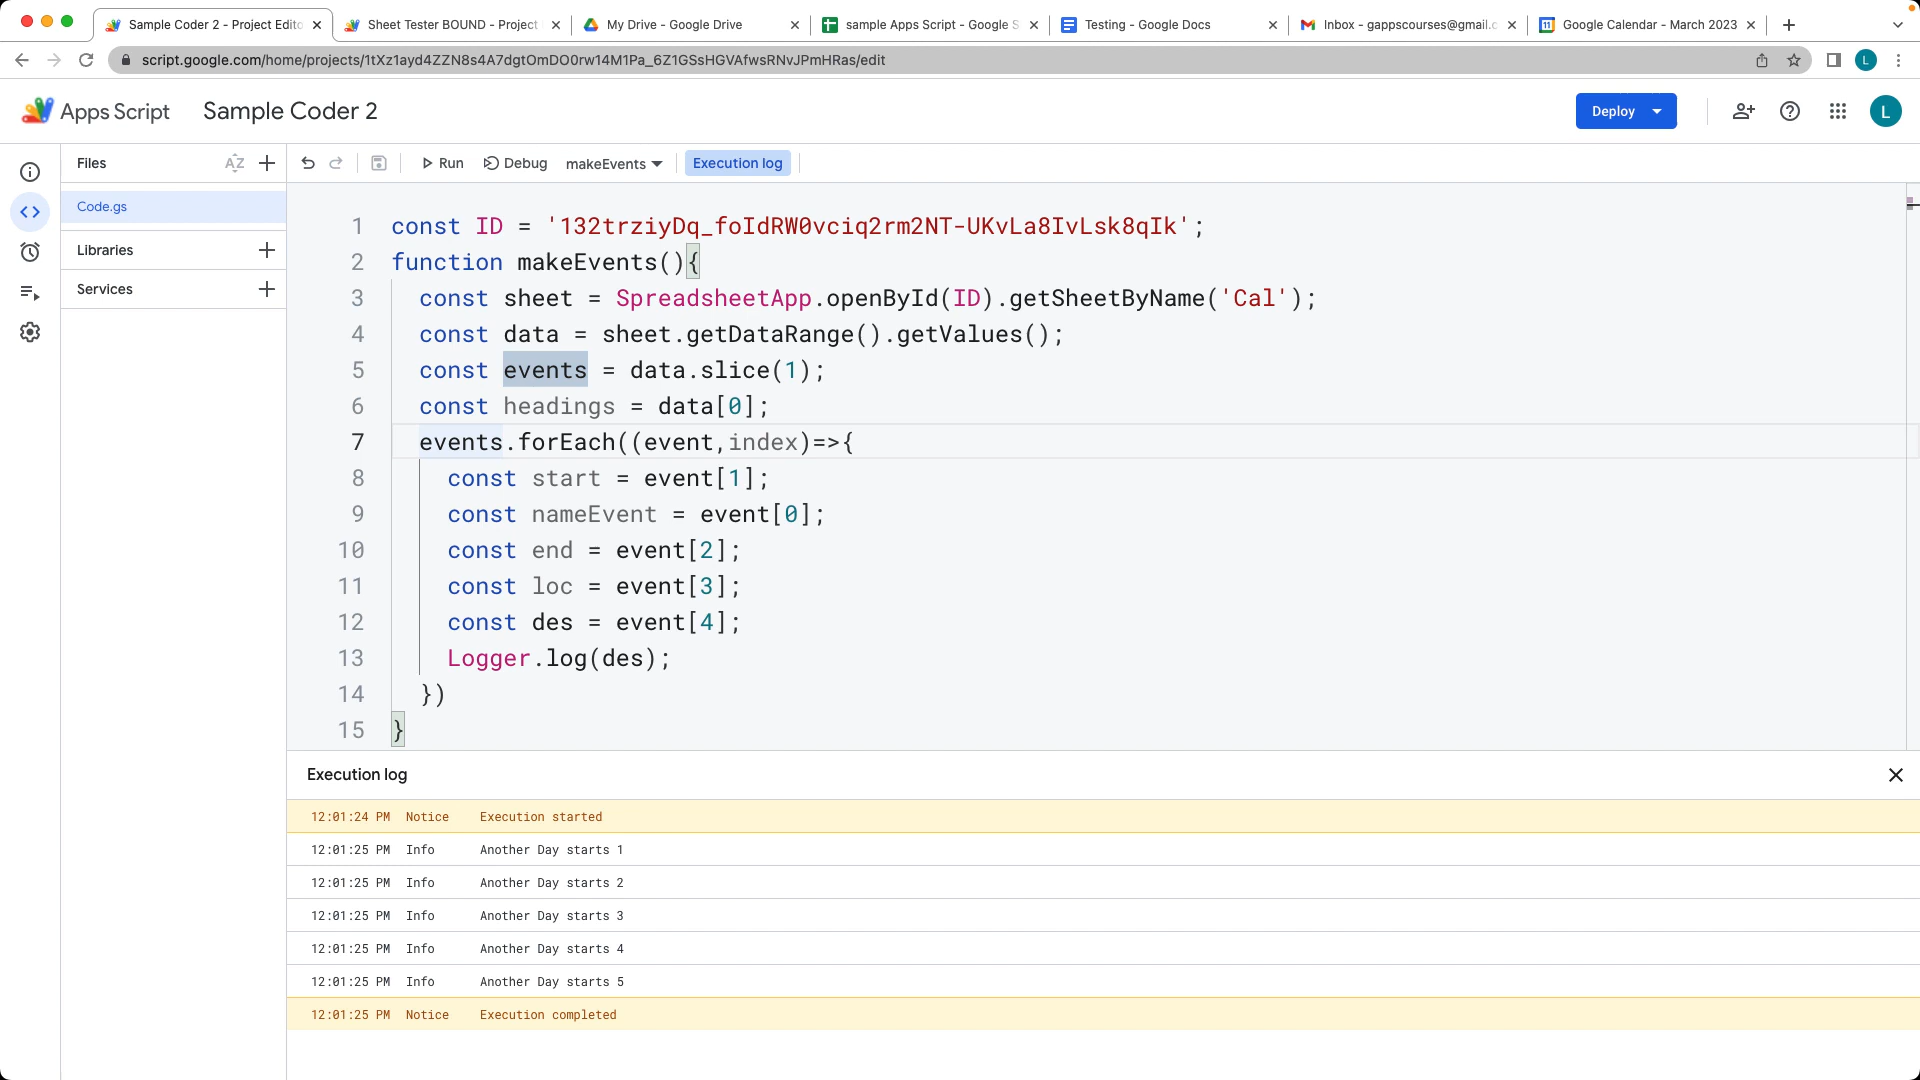 Sample Coder 2 - Project Edito
Sheet Tester BOUND - Project
My Drive - Google Drive
sample Apps Script - Google S
Testing - Google Docs
Inbox - gappscourses@gmail.c
Google Calendar - March 2023
script.google.com/home/projects/1tXz1ayd4ZZN8s4A7dgtOmDO0rw14M1Pa_6Z1GSsHGVAfwsRNvJPmHRas/edit
L
Apps Script
Sample Coder 2
Deploy
L
Files
AZ
Run
Debug
makeEvents
Execution log
Code.gs
Libraries
Services
1 const ID = '132trziyDq_foIdRW0vciq2rm2NT-UKvLa8IvLsk8qIk';
2 function makeEvents(){
3 const sheet = SpreadsheetApp.openById(ID).getSheetByName('Cal');
4 const data = sheet.getDataRange().getValues();
5 const events = data.slice(1);
6 const headings = data[0];
7 events.forEach((event,index)=>{
8 const start = event[1];
9 const nameEvent = event[0];
10 const end = event[2];
11 const loc = event[3];
12 const des = event[4];
13 Logger.log(des);
14 })
15 }
Execution log
12:01:24 PM Notice Execution started
12:01:25 PM Info Another Day starts 1
12:01:25 PM Info Another Day starts 2
12:01:25 PM Info Another Day starts 3
12:01:25 PM Info Another Day starts 4
12:01:25 PM Info Another Day starts 5
12:01:25 PM Notice Execution completed